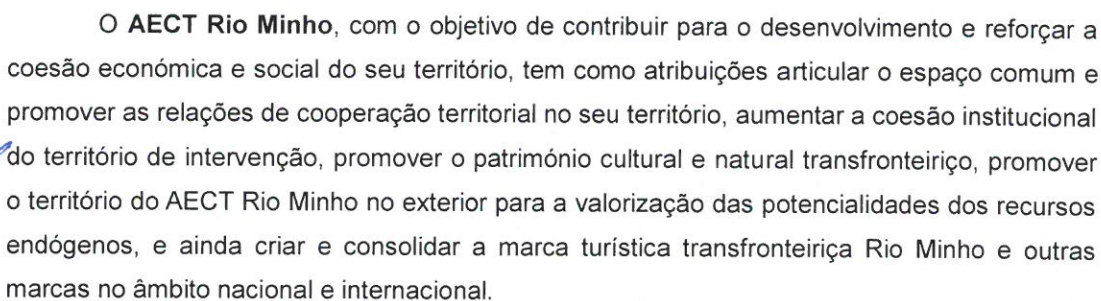 O AECT Rio Minho, com o objetivo de contribuir para o desenvolvimento e reforçar a
coesão económica e social do seu território, tem como atribuições articular o espaço comum e
promover as relações de cooperação territorial no seu território, aumentar a coesão institucional
do território de intervenção, promover o património cultural e natural transfronteiriço, promover
o território do AECT Rio Minho no exterior para a valorização das potencialidades dos recursos
endógenos, e ainda criar e consolidar a marca turística transfronteiriça Rio Minho e outras
marcas no âmbito nacional e internacional.